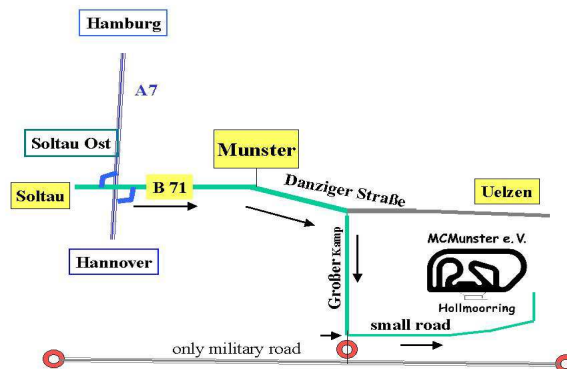 Hamburg
A7
Soltau Ost
Munster
B 71
Soltau
Danziger Straße
Uelzen
MCMunster e. V.
Hannover
Großer Kamp
Hollmoorring
small road
only military road